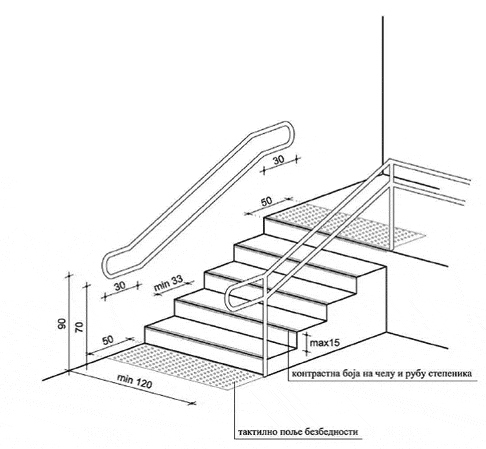 30
50
30
min 33
90
70
50
max15
min 120
контрастна боја на челу и рубу степеника
тактилно поље безбедности